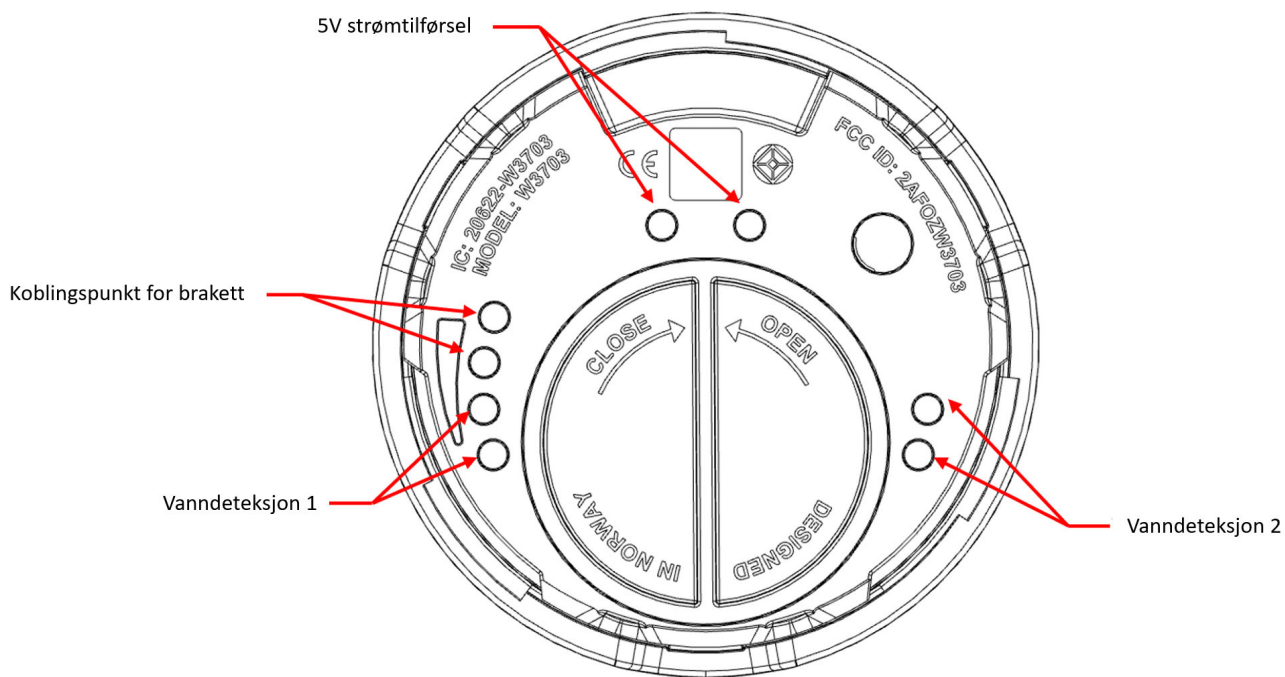 5V strømtilførsel
CE
IC: 20622-W3703
MODEL: W3703
FCC ID: 2AFOZW3703
Koblingspunkt for brakett
CLOSE
OPEN
Vanndeteksjon 1
IN NORWAY
DESIGNED
Vanndeteksjon 2